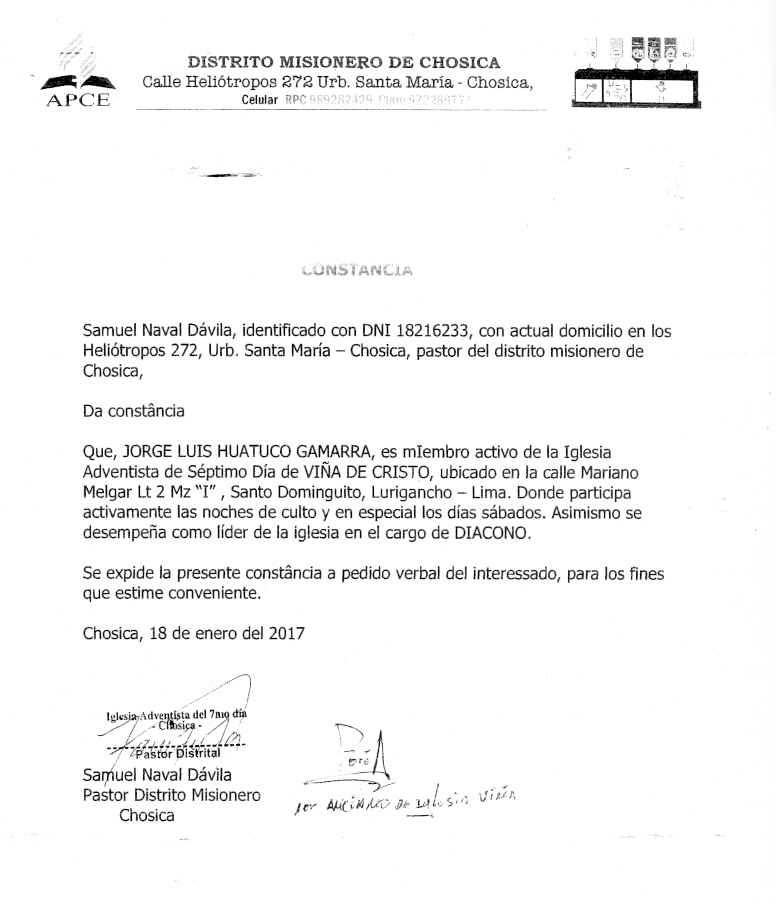 APCE
DISTRITO MISIONERO DE CHOSICA
Calle Heliótropos 272 Urb. Santa María - Chosica,
Celular RPC 989282429 Claro 972289771
CONSTANCIA
Samuel Naval Dávila, identificado con DNI 18216233, con actual domicilio en los
Heliótropos 272, Urb. Santa María – Chosica, pastor del distrito misionero de
Chosica,
Da constância
Que, JORGE LUIS HUATUCO GAMARRA, es mIembro activo de la Iglesia
Adventista de Séptimo Día de VIÑA DE CRISTO, ubicado en la calle Mariano
Melgar Lt 2 Mz "I" , Santo Dominguito, Lurigancho – Lima. Donde participa
activamente las noches de culto y en especial los días sábados. Asimismo se
desempeña como líder de la iglesia en el cargo de DIACONO.
Se expide la presente constância a pedido verbal del interessado, para los fines
que estime conveniente.
Chosica, 18 de enero del 2017
Iglesia Adventista del 7mo día
- Chosica -
Pastor Distrital
Samuel Naval Dávila
Pastor Distrito Misionero
Chosica
1er ANCIANO DE Iglesia Viña